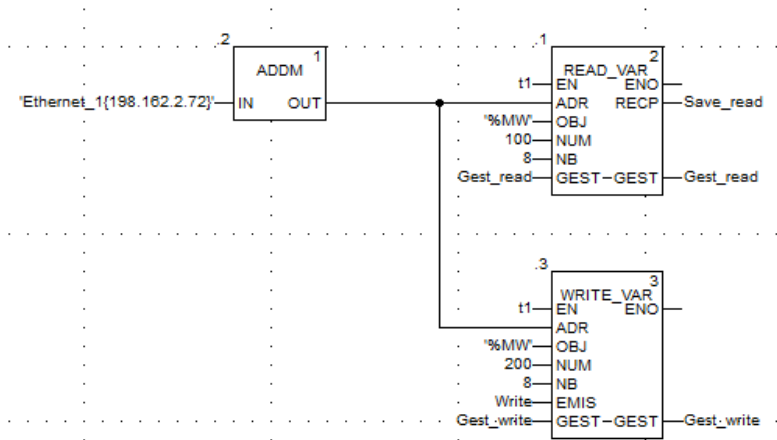 .2
1
ADDM
'Ethernet_1{198.162.2.72}'
IN
OUT
.1
2
READ_VAR
t1
EN
ENO
ADR
RECP
Save_read
'%MW'
OBJ
100
NUM
8
NB
Gest_read
GEST
GEST
Gest_read
.3
3
WRITE_VAR
t1
EN
ENO
ADR
'%MW'
OBJ
200
NUM
8
NB
Write
EMIS
Gest_write
GEST
GEST
Gest_write